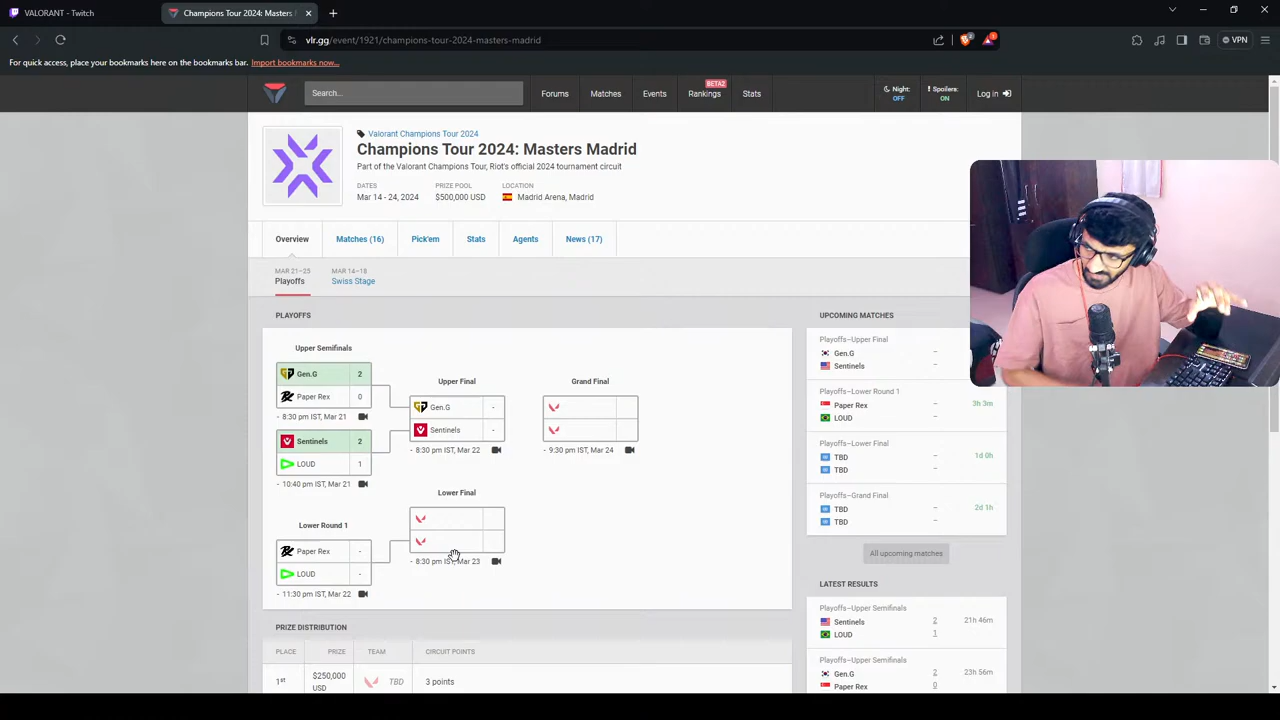 VALORANT - Twitch
Champions Tour 2024: Masters
vlr.gg/event/1921/champions-tour-2024-masters-madrid
VPN
For quick access, place your bookmarks here on the bookmarks bar. Import bookmarks now...
Search...
Forums
Matches
Events
BETA2
Rankings
Stats
Night:
OFF
Spoilers:
ON
Log in
Valorant Champions Tour 2024
Champions Tour 2024: Masters Madrid
Part of the Valorant Champions Tour, Riot's official 2024 tournament circuit
DATES PRIZE POOL LOCATION
Mar 14 - 24, 2024 $500,000 USD Madrid Arena, Madrid
Overview Matches (16) Pick'em Stats Agents News (17)
MAR 21–25 MAR 14–18
Playoffs Swiss Stage
PLAYOFFS
Upper Semifinals
Gen.G 2
Paper Rex 0
- 8:30 pm IST, Mar 21
Sentinels 2
LOUD 1
- 10:40 pm IST, Mar 21
Upper Final
Gen.G -
Sentinels -
- 8:30 pm IST, Mar 22
Grand Final
- 9:30 pm IST, Mar 24
Lower Round 1
Paper Rex -
LOUD -
- 11:30 pm IST, Mar 22
Lower Final
- 8:30 pm IST, Mar 23
PRIZE DISTRIBUTION
PLACE PRIZE TEAM CIRCUIT POINTS
1st $250,000 USD TBD 3 points
UPCOMING MATCHES
Playoffs–Upper Final
Gen.G –
Sentinels –
Playoffs–Lower Round 1
Paper Rex – 3h 3m
LOUD –
Playoffs–Lower Final
TBD – 1d 0h
TBD –
Playoffs–Grand Final
TBD – 2d 1h
TBD –
All upcoming matches
LATEST RESULTS
Playoffs–Upper Semifinals
Sentinels 2 21h 46m
LOUD 1
Playoffs–Upper Semifinals
Gen.G 2 23h 56m
Paper Rex 0